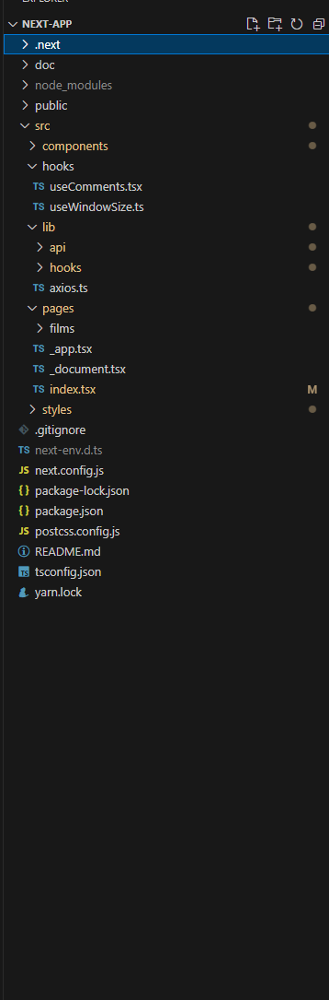 EXPLORER
NEXT-APP
.next
doc
node_modules
public
src
components
hooks
TS useComments.tsx
TS useWindowSize.ts
lib
api
hooks
TS axios.ts
pages
films
TS _app.tsx
TS _document.tsx
TS index.tsx M
styles
.gitignore
TS next-env.d.ts
JS next.config.js
{} package-lock.json
{} package.json
JS postcss.config.js
README.md
TS tsconfig.json
yarn.lock